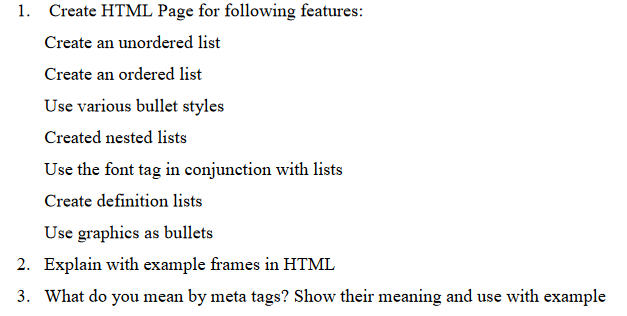 1. Create HTML Page for following features:
Create an unordered list
Create an ordered list
Use various bullet styles
Created nested lists
Use the font tag in conjunction with lists
Create definition lists
Use graphics as bullets
2. Explain with example frames in HTML
3. What do you mean by meta tags? Show their meaning and use with example